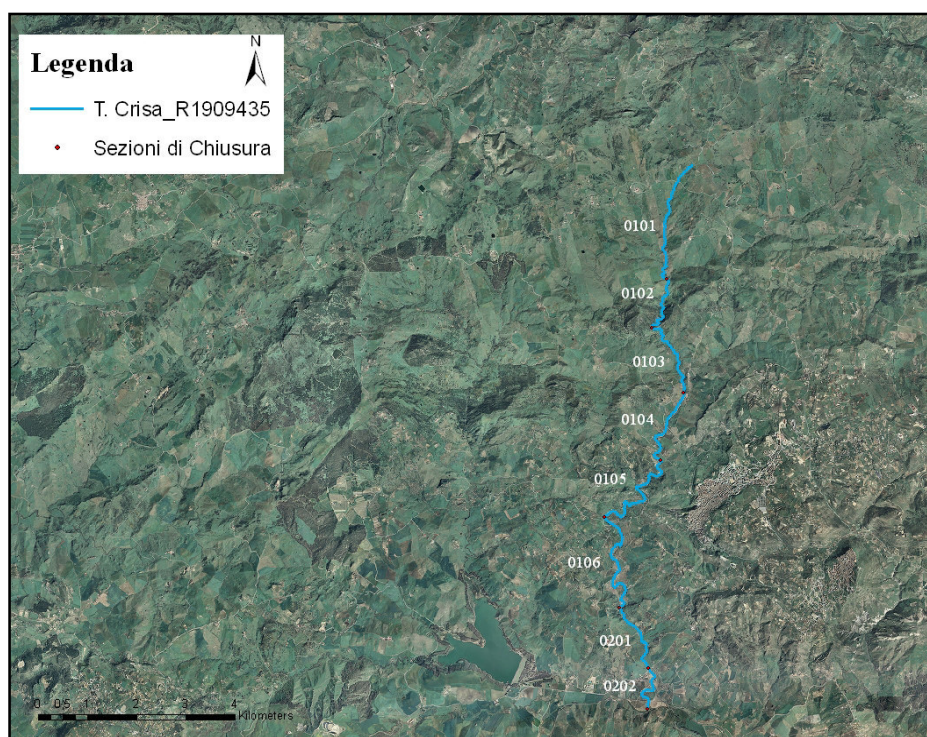 Legenda
N
T. Crisa_R1909435
Sezioni di Chiusura
0101
0102
0103
0104
0105
0106
0201
0202
0 0,5 1 2 3 4
Kilometers